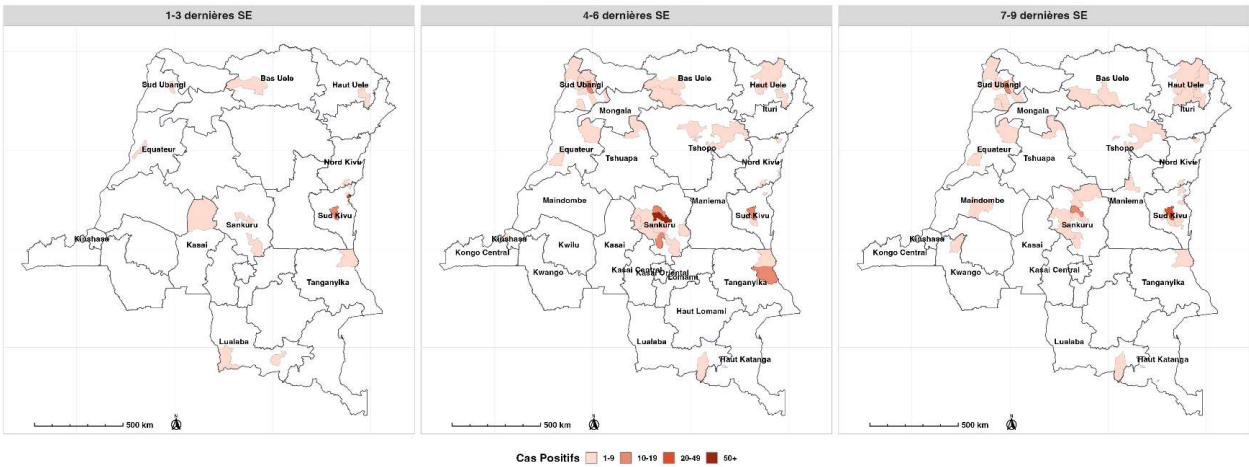 1-3 dernières SE
Sud Ubangi
Bas Uele
Haut Uele
Equateur
Nord Kivu
Sud Kivu
Sankuru
Kinshasa
Kasai
Kongo Central
Tanganyika
Lualaba
N
500 km
4-6 dernières SE
Sud Ubangi
Bas Uele
Haut Uele
Ituri
Mongala
Equateur
Tshopo
Tshuapa
Nord Kivu
Maindombe
Maniema
Sud Kivu
Sankuru
Kinshasa
Kwilu
Kasai
Kongo Central
Kwango
Kasai Central
Kasai Oriental
Lomami
Tanganyika
Haut Lomami
Lualaba
Haut Katanga
N
500 km
7-9 dernières SE
Sud Ubangi
Bas Uele
Haut Uele
Ituri
Mongala
Equateur
Tshopo
Tshuapa
Nord Kivu
Maindombe
Maniema
Sud Kivu
Sankuru
Kinshasa
Kasai
Kongo Central
Kwango
Kasai Central
Tanganyika
Lualaba
Haut Katanga
N
500 km
Cas Positifs 1-9 10-19 20-49 50+